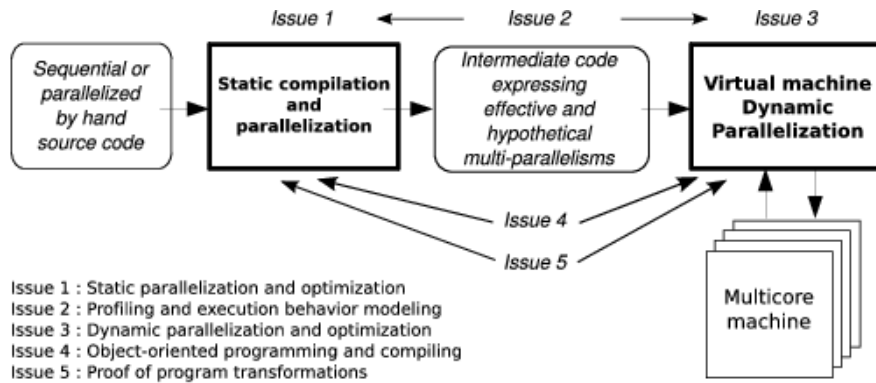 Issue 1
Issue 2
Issue 3
Sequential or
parallelized
by hand
source code
Static compilation
and
parallelization
Intermediate code
expressing
effective and
hypothetical
multi-parallelisms
Virtual machine
Dynamic
Parallelization
Issue 4
Issue 5
Multicore
machine
Issue 1 : Static parallelization and optimization
Issue 2 : Profiling and execution behavior modeling
Issue 3 : Dynamic parallelization and optimization
Issue 4 : Object-oriented programming and compiling
Issue 5 : Proof of program transformations